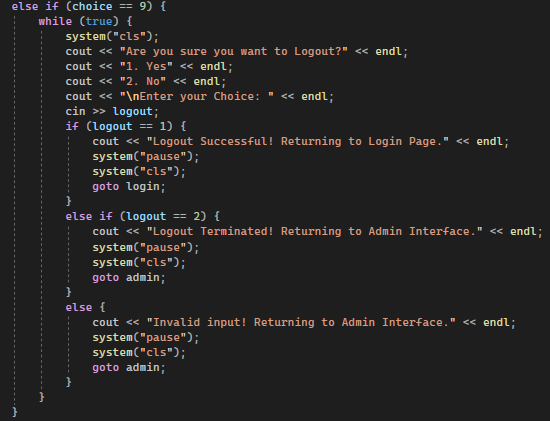 else if (choice == 9) {
    while (true) {
        system("cls");
        cout << "Are you sure you want to Logout?" << endl;
        cout << "1. Yes" << endl;
        cout << "2. No" << endl;
        cout << "\nEnter your Choice: " << endl;
        cin >> logout;
        if (logout == 1) {
            cout << "Logout Successful! Returning to Login Page." << endl;
            system("pause");
            system("cls");
            goto login;
        }
        else if (logout == 2) {
            cout << "Logout Terminated! Returning to Admin Interface." << endl;
            system("pause");
            system("cls");
            goto admin;
        }
        else {
            cout << "Invalid input! Returning to Admin Interface." << endl;
            system("pause");
            system("cls");
            goto admin;
        }
    }
}